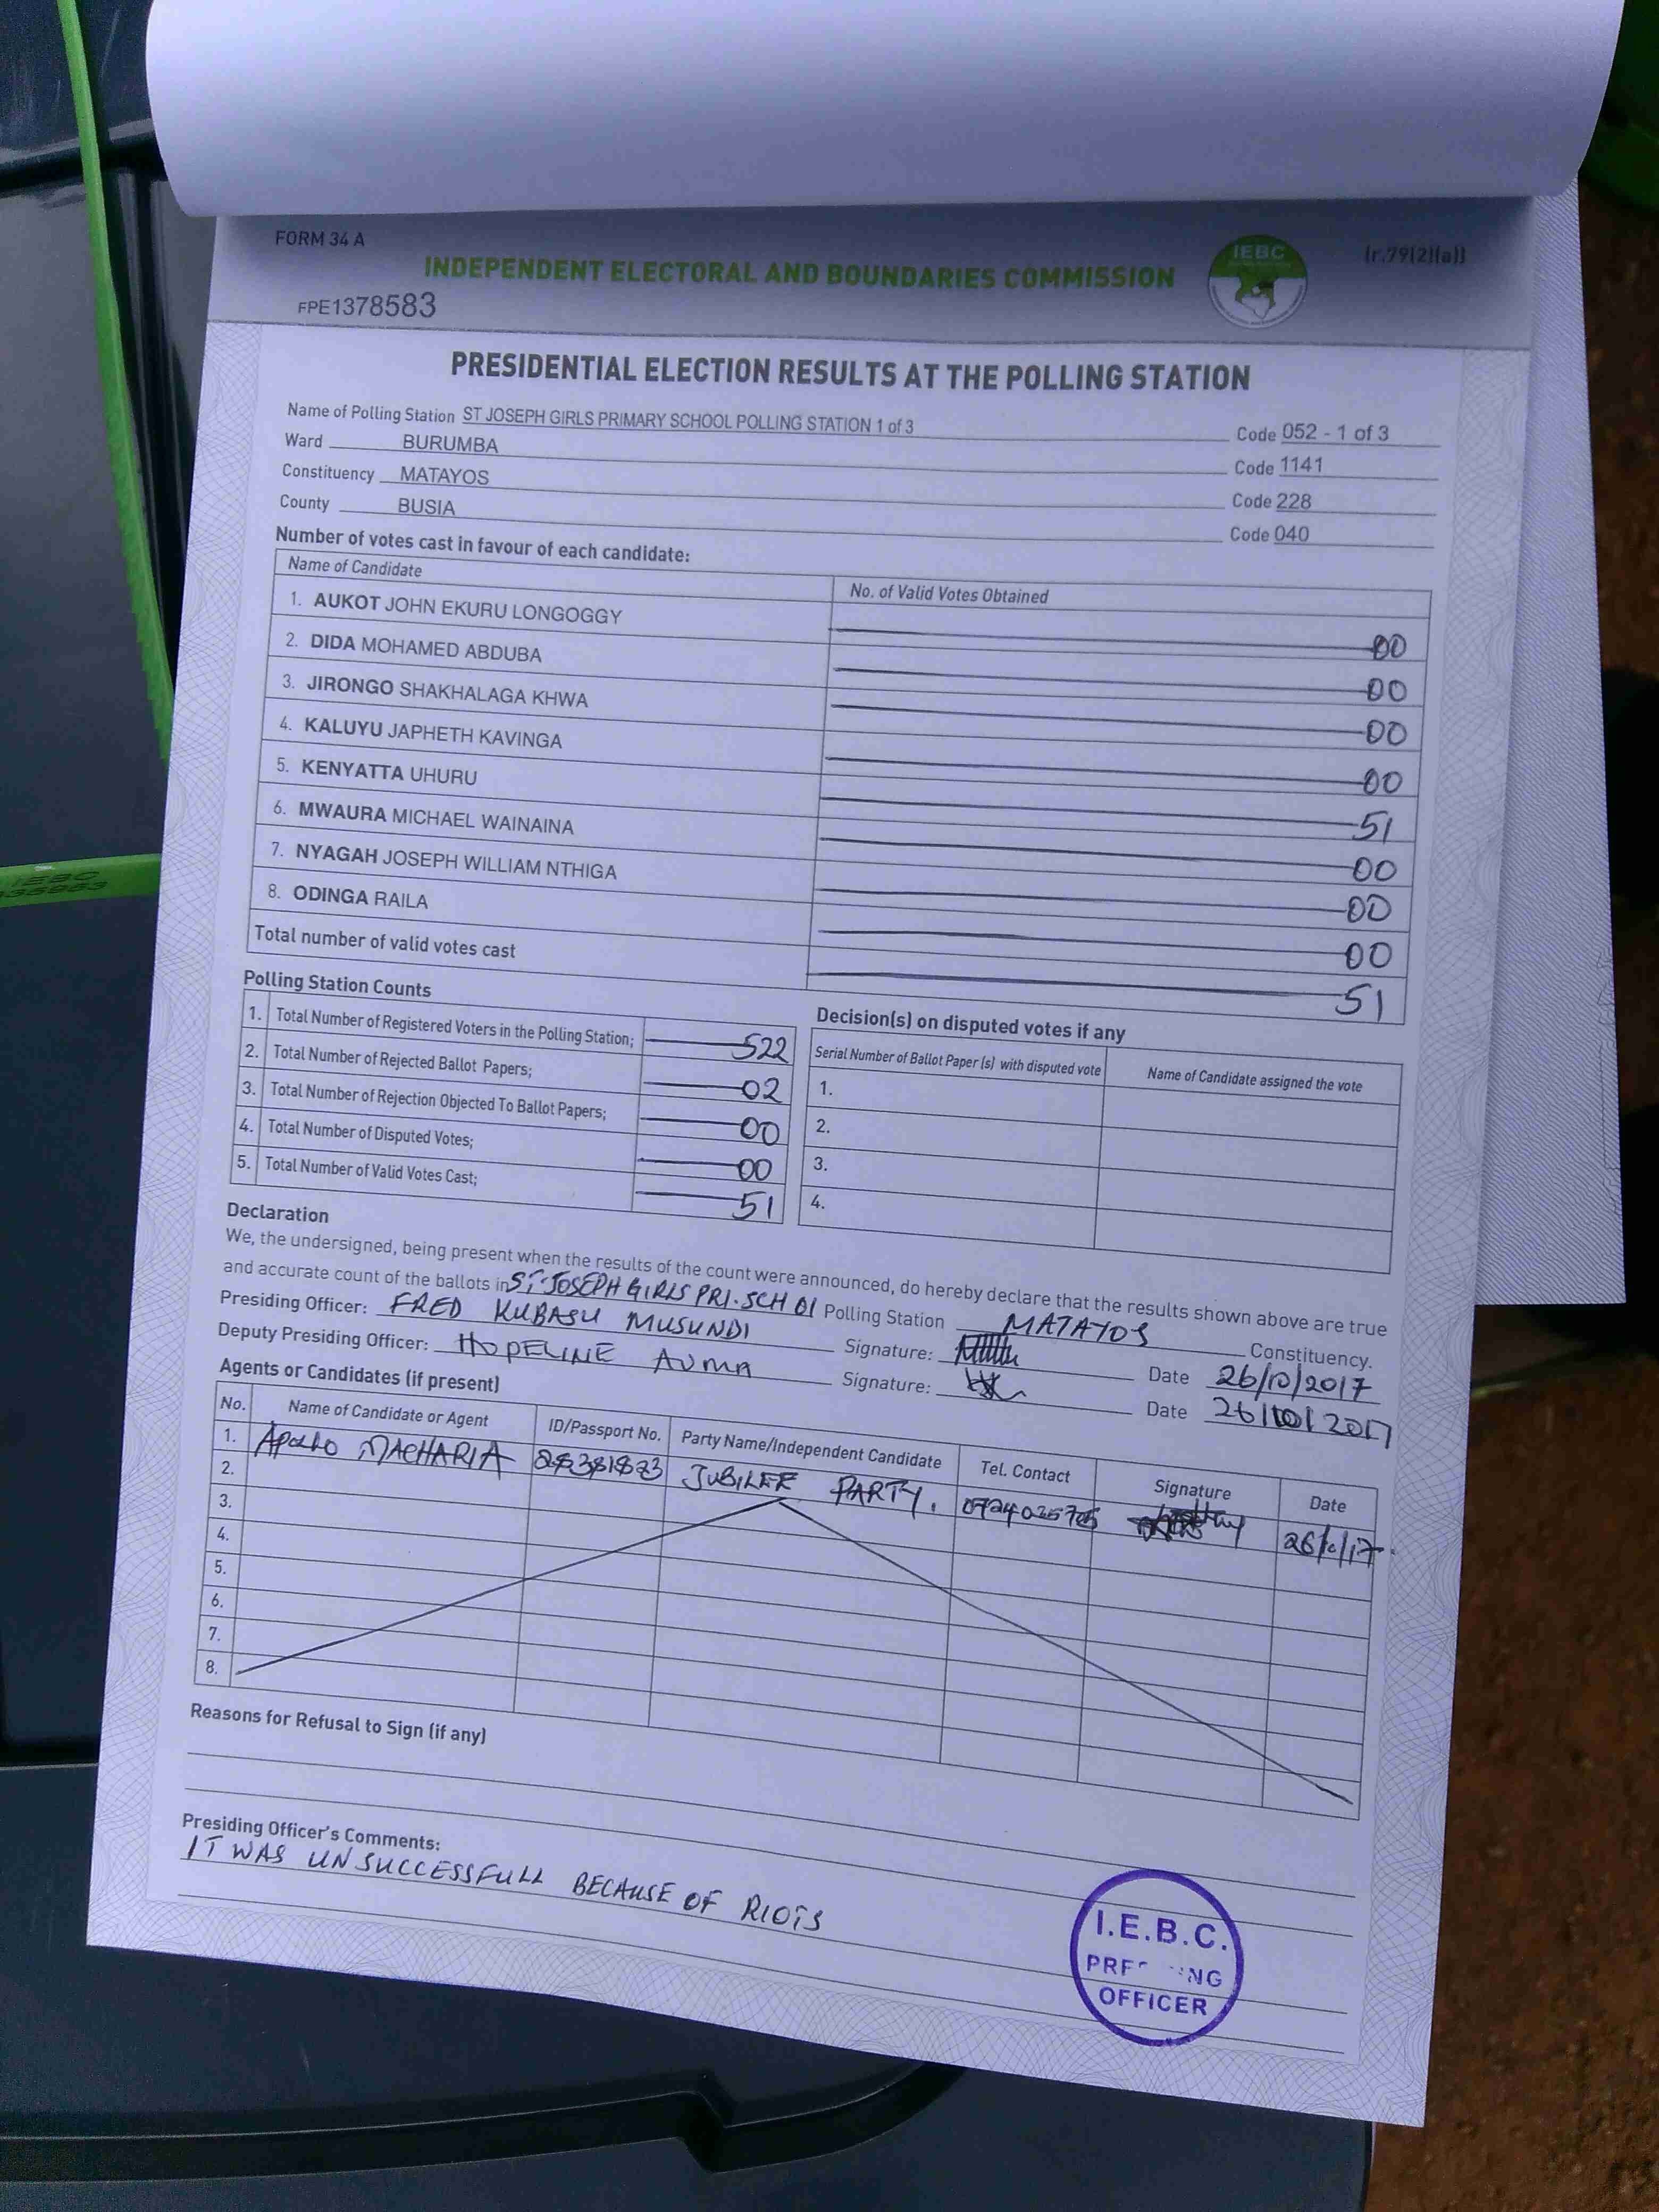 FORM 34 A
(r.79(2)(a))
INDEPENDENT ELECTORAL AND BOUNDARIES COMMISSION
IEBC
FPE1378583
PRESIDENTIAL ELECTION RESULTS AT THE POLLING STATION
Name of Polling Station ST JOSEPH GIRLS PRIMARY SCHOOL POLLING STATION 1 of 3 Code 052 - 1 of 3
Ward BURUMBA Code 1141
Constituency MATAYOS Code 228
County BUSIA Code 040
Number of votes cast in favour of each candidate:
Name of Candidate No. of Valid Votes Obtained
1. AUKOT JOHN EKURU LONGOGGY 00
2. DIDA MOHAMED ABDUBA 00
3. JIRONGO SHAKHALAGA KHWA 00
4. KALUYU JAPHETH KAVINGA 00
5. KENYATTA UHURU 51
6. MWAURA MICHAEL WAINAINA 00
7. NYAGAH JOSEPH WILLIAM NTHIGA 00
8. ODINGA RAILA 00
Total number of valid votes cast 51
Polling Station Counts
1. Total Number of Registered Voters in the Polling Station; 522
2. Total Number of Rejected Ballot Papers; 02
3. Total Number of Rejection Objected To Ballot Papers; 00
4. Total Number of Disputed Votes; 00
5. Total Number of Valid Votes Cast; 51
Decision(s) on disputed votes if any
Serial Number of Ballot Paper (s) with disputed vote Name of Candidate assigned the vote
1.
2.
3.
4.
Declaration
We, the undersigned, being present when the results of the count were announced, do hereby declare that the results shown above are true
and accurate count of the ballots in ST. JOSEPH GIRLS PRI. SCH 01 Polling Station MATAYOS Constituency.
Presiding Officer: FRED KUBASU MUSUNDI Signature: Date 26/10/2017
Deputy Presiding Officer: HOPELINE AUMA Signature: Date 26/10/2017
Agents or Candidates (if present)
No. Name of Candidate or Agent ID/Passport No. Party Name/Independent Candidate Tel. Contact Signature Date
1. APOLLO MACHARIA JUBILEE PARTY. 26/10/17
2.
3.
4.
5.
6.
7.
8.
Reasons for Refusal to Sign (if any)
Presiding Officer's Comments:
IT WAS UNSUCCESSFULL BECAUSE OF RIOTS
I.E.B.C.
OFFICER